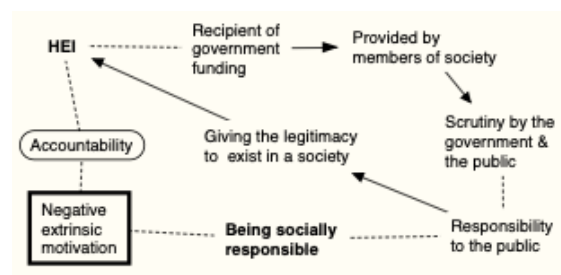 HEI
Recipient of
government
funding
Provided by
members of society
Scrutiny by the
government &
the public
Giving the legitimacy
to exist in a society
Accountability
Negative
extrinsic
motivation
Being socially
responsible
Responsibility
to the public